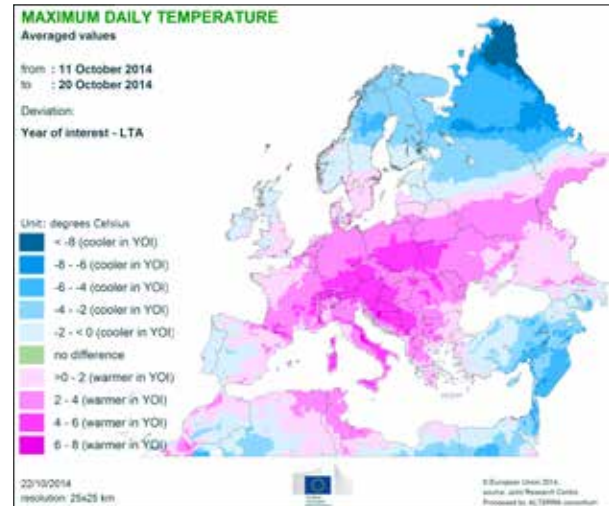 MAXIMUM DAILY TEMPERATURE
Averaged values
from : 11 October 2014
to : 20 October 2014
Deviation:
Year of interest - LTA
Unit: degrees Celsius
< -8 (cooler in YOI)
-8 - -6 (cooler in YOI)
-6 - -4 (cooler in YOI)
-4 - -2 (cooler in YOI)
-2 - < 0 (cooler in YOI)
no difference
>0 - 2 (warmer in YOI)
2 - 4 (warmer in YOI)
4 - 6 (warmer in YOI)
6 - 8 (warmer in YOI)
22/10/2014
resolution: 25x25 km
© European Union 2014
source: Joint Research Centre
Processed by ALTERRA consortium